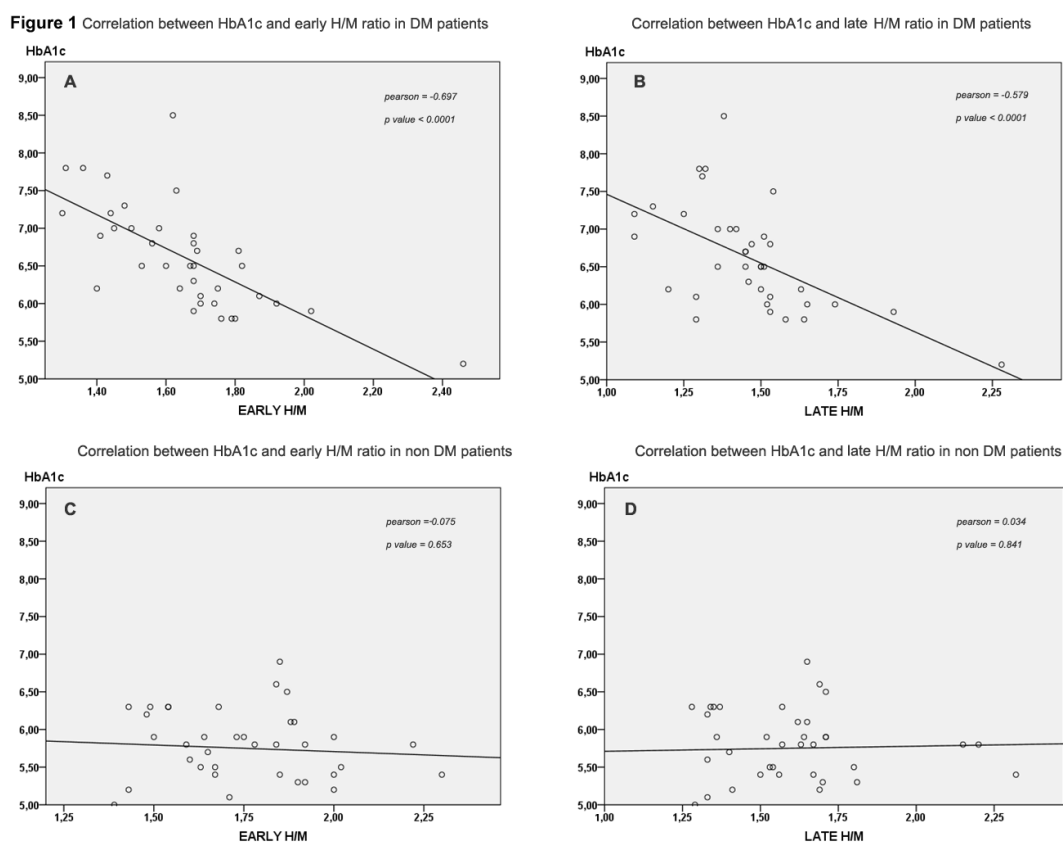 Figure 1 Correlation between HbA1c and early H/M ratio in DM patients
HbA1c
A
pearson = -0.697
p value < 0.0001
9,00
8,50
8,00
7,50
7,00
6,50
6,00
5,50
5,00
1,40 1,60 1,80 2,00 2,20 2,40
EARLY H/M
Correlation between HbA1c and late H/M ratio in DM patients
HbA1c
B
pearson = -0.579
p value < 0.0001
9,00
8,50
8,00
7,50
7,00
6,50
6,00
5,50
5,00
1,00 1,25 1,50 1,75 2,00 2,25
LATE H/M
Correlation between HbA1c and early H/M ratio in non DM patients
HbA1c
C
pearson =-0.075
p value = 0.653
9,00
8,50
8,00
7,50
7,00
6,50
6,00
5,50
5,00
1,25 1,50 1,75 2,00 2,25
EARLY H/M
Correlation between HbA1c and late H/M ratio in non DM patients
HbA1c
D
pearson = 0.034
p value = 0.841
9,00
8,50
8,00
7,50
7,00
6,50
6,00
5,50
5,00
1,00 1,25 1,50 1,75 2,00 2,25
LATE H/M